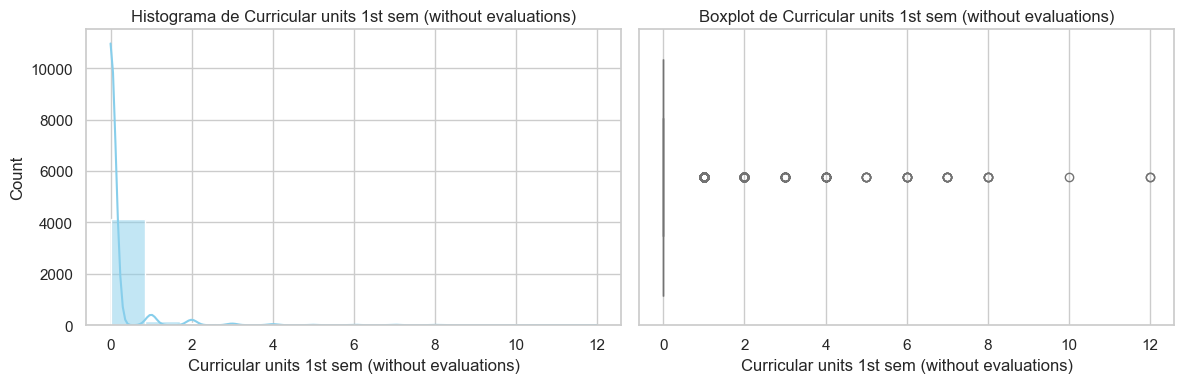 Histograma de Curricular units 1st sem (without evaluations)
10000
8000
6000
4000
2000
0
Count
0 2 4 6 8 10 12
Curricular units 1st sem (without evaluations)
Boxplot de Curricular units 1st sem (without evaluations)
0 2 4 6 8 10 12
Curricular units 1st sem (without evaluations)